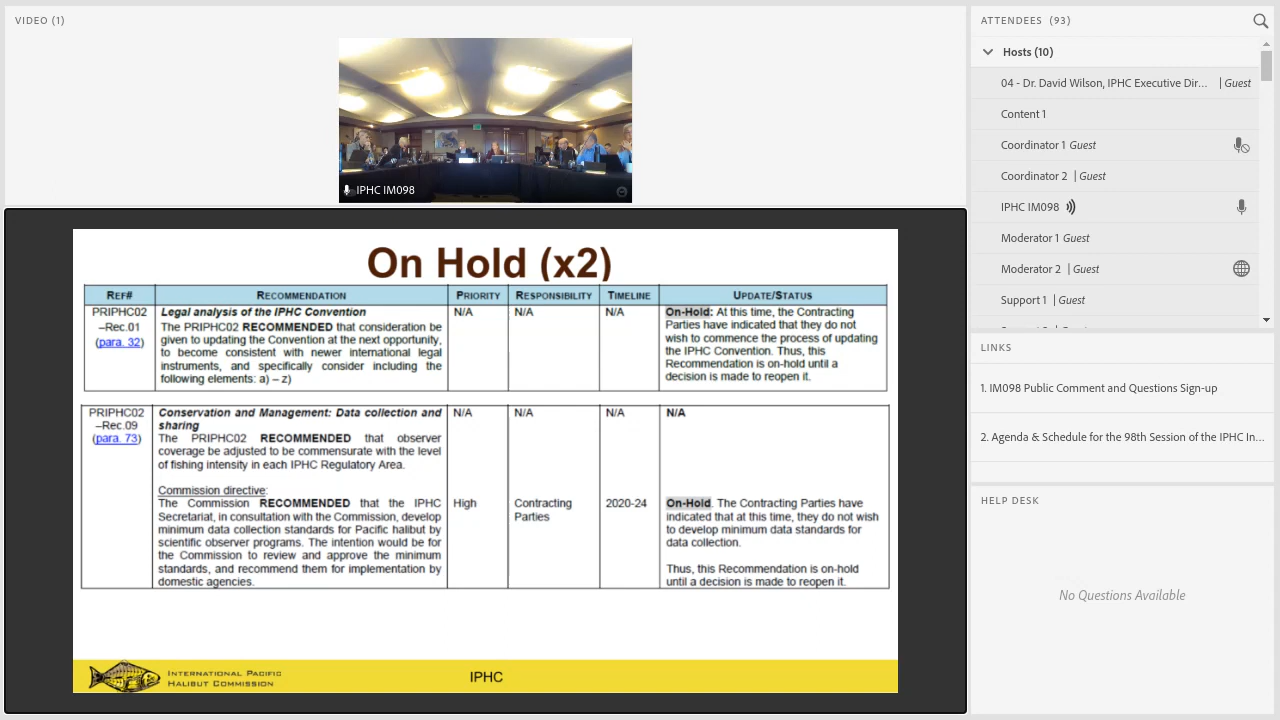 VIDEO (1)
IPHC IM098
On Hold (x2)
REF# RECOMMENDATION PRIORITY RESPONSIBILITY TIMELINE UPDATE/STATUS
PRIPHC02
–Rec.01
(para. 32)
Legal analysis of the IPHC Convention
The PRIPHC02 RECOMMENDED that consideration be
given to updating the Convention at the next opportunity,
to become consistent with newer international legal
instruments, and specifically consider including the
following elements: a) – z)
N/A
N/A
N/A
On-Hold: At this time, the Contracting
Parties have indicated that they do not
wish to commence the process of updating
the IPHC Convention. Thus, this
Recommendation is on-hold until a
decision is made to reopen it.
PRIPHC02
–Rec.09
(para. 73)
Conservation and Management: Data collection and
sharing
The PRIPHC02 RECOMMENDED that observer
coverage be adjusted to be commensurate with the level
of fishing intensity in each IPHC Regulatory Area.
Commission directive:
The Commission RECOMMENDED that the IPHC
Secretariat, in consultation with the Commission, develop
minimum data collection standards for Pacific halibut by
scientific observer programs. The intention would be for
the Commission to review and approve the minimum
standards, and recommend them for implementation by
domestic agencies.
N/A
High
N/A
Contracting
Parties
N/A
2020-24
N/A
On-Hold. The Contracting Parties have
indicated that at this time, they do not wish
to develop minimum data standards for
data collection.
Thus, this Recommendation is on-hold
until a decision is made to reopen it.
INTERNATIONAL PACIFIC
HALIBUT COMMISSION
IPHC
ATTENDEES (93)
Hosts (10)
04 - Dr. David Wilson, IPHC Executive Dir... | Guest
Content 1
Coordinator 1 Guest
Coordinator 2 | Guest
IPHC IM098
Moderator 1 Guest
Moderator 2 | Guest
Support 1 | Guest
LINKS
1. IM098 Public Comment and Questions Sign-up
2. Agenda & Schedule for the 98th Session of the IPHC In...
HELP DESK
No Questions Available